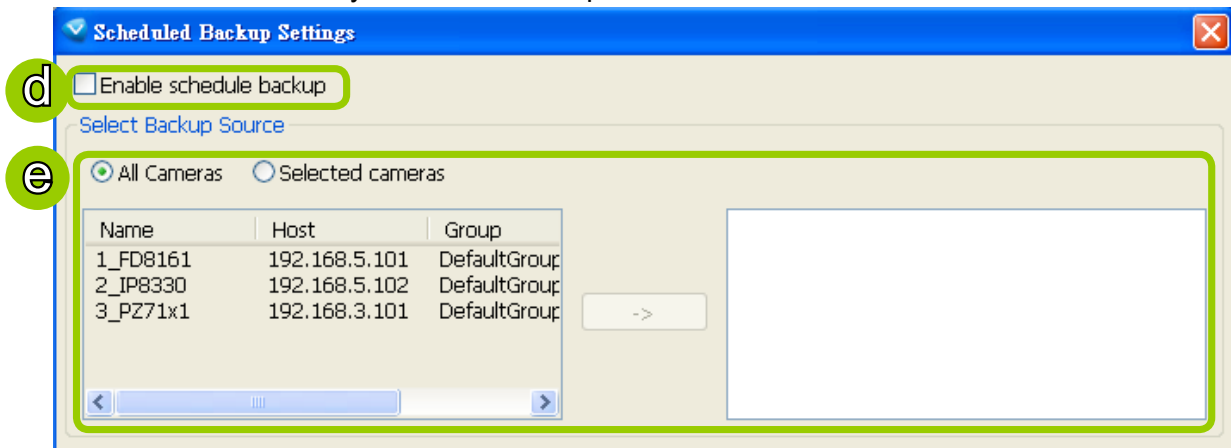 Scheduled Backup Settings
d
Enable schedule backup
Select Backup Source
e
All Cameras Selected cameras
Name Host Group
1_FD8161 192.168.5.101 DefaultGroup
2_IP8330 192.168.5.102 DefaultGroup
3_PZ71x1 192.168.3.101 DefaultGroup
->